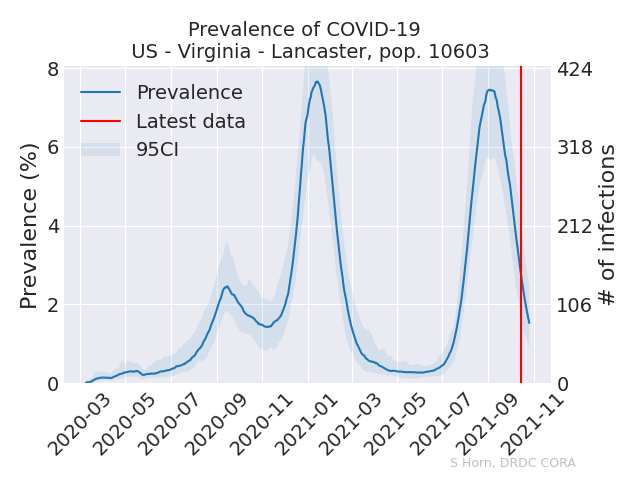 Prevalence of COVID-19
US - Virginia - Lancaster, pop. 10603
Prevalence (%)
8
6
4
2
0
Prevalence
Latest data
95CI
424
318
212
106
0
# of infections
2020-03
2020-05
2020-07
2020-09
2020-11
2021-01
2021-03
2021-05
2021-07
2021-09
2021-11
S Horn, DRDC CORA